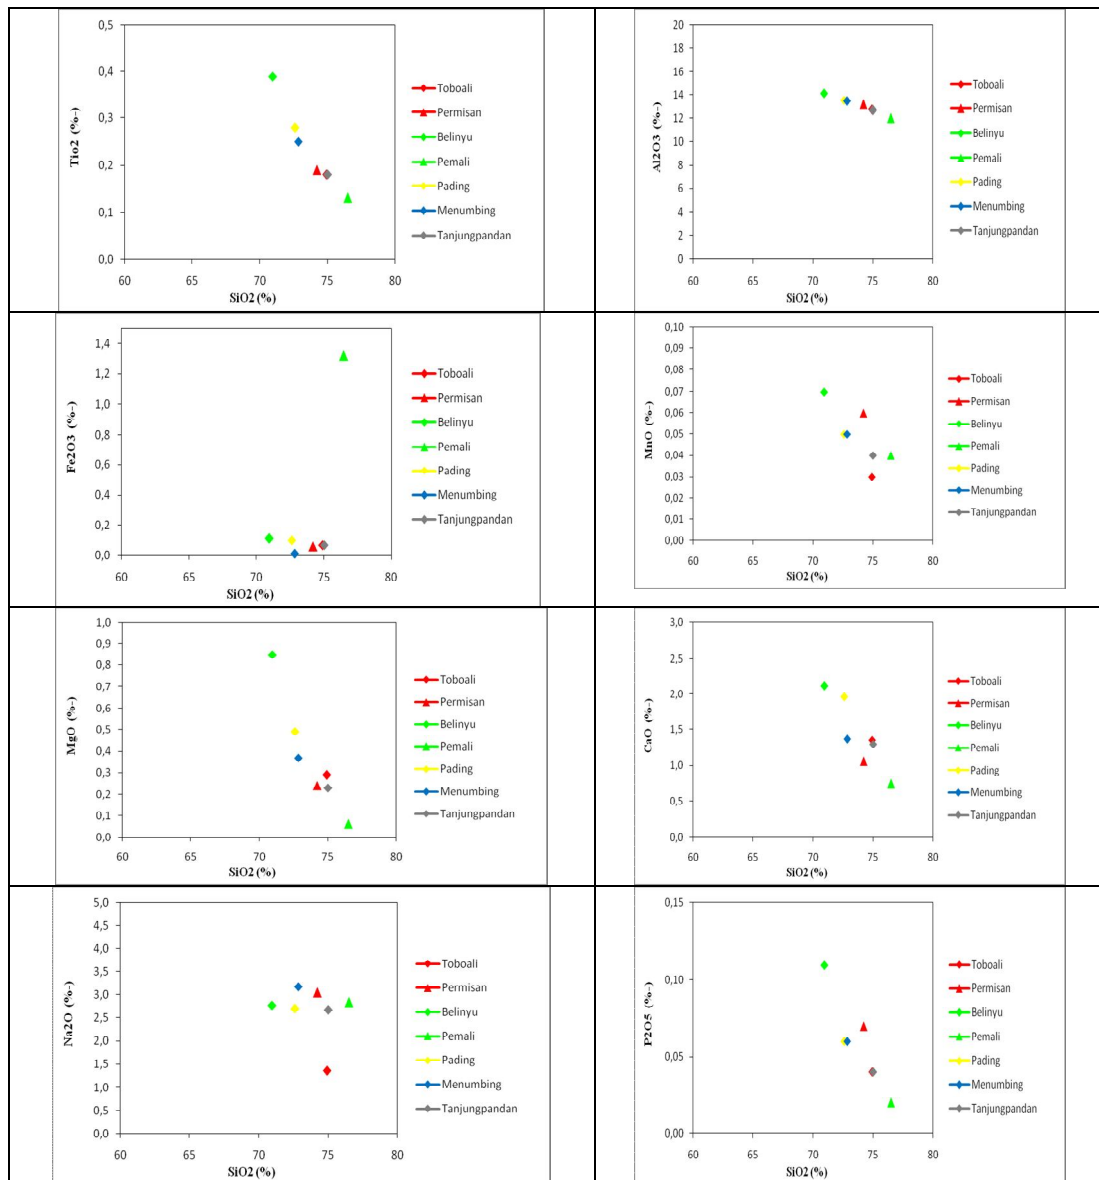 0,5
0,4
0,3
0,2
0,1
0,0
Tio2 (%-)
60 65 70 75 80
SiO2 (%)
Toboali
Permisan
Belinyu
Pemali
Pading
Menumbing
Tanjungpandan
20
18
16
14
12
10
8
6
4
2
0
Al2O3 (%-)
60 65 70 75 80
SiO2 (%)
Toboali
Permisan
Belinyu
Pemali
Pading
Menumbing
Tanjungpandan
1,4
1,2
1,0
0,8
0,6
0,4
0,2
0,0
Fe2O3 (%-)
60 65 70 75 80
SiO2 (%)
Toboali
Permisan
Belinyu
Pemali
Pading
Menumbing
Tanjungpandan
0,10
0,09
0,08
0,07
0,06
0,05
0,04
0,03
0,02
0,01
0,00
MnO (%-)
60 65 70 75 80
SiO2 (%)
Toboali
Permisan
Belinyu
Pemali
Pading
Menumbing
Tanjungpandan
1,0
0,9
0,8
0,7
0,6
0,5
0,4
0,3
0,2
0,1
0,0
MgO (%-)
60 65 70 75 80
SiO2 (%)
Toboali
Permisan
Belinyu
Pemali
Pading
Menumbing
Tanjungpandan
3,0
2,5
2,0
1,5
1,0
0,5
0,0
CaO (%-)
60 65 70 75 80
SiO2 (%)
Toboali
Permisan
Belinyu
Pemali
Pading
Menumbing
Tanjungpandan
5,0
4,5
4,0
3,5
3,0
2,5
2,0
1,5
1,0
0,5
0,0
Na2O (%-)
60 65 70 75 80
SiO2 (%)
Toboali
Permisan
Belinyu
Pemali
Pading
Menumbing
Tanjungpandan
0,15
0,10
0,05
0,00
P2O5 (%-)
60 65 70 75 80
SiO2 (%)
Toboali
Permisan
Belinyu
Pemali
Pading
Menumbing
Tanjungpandan